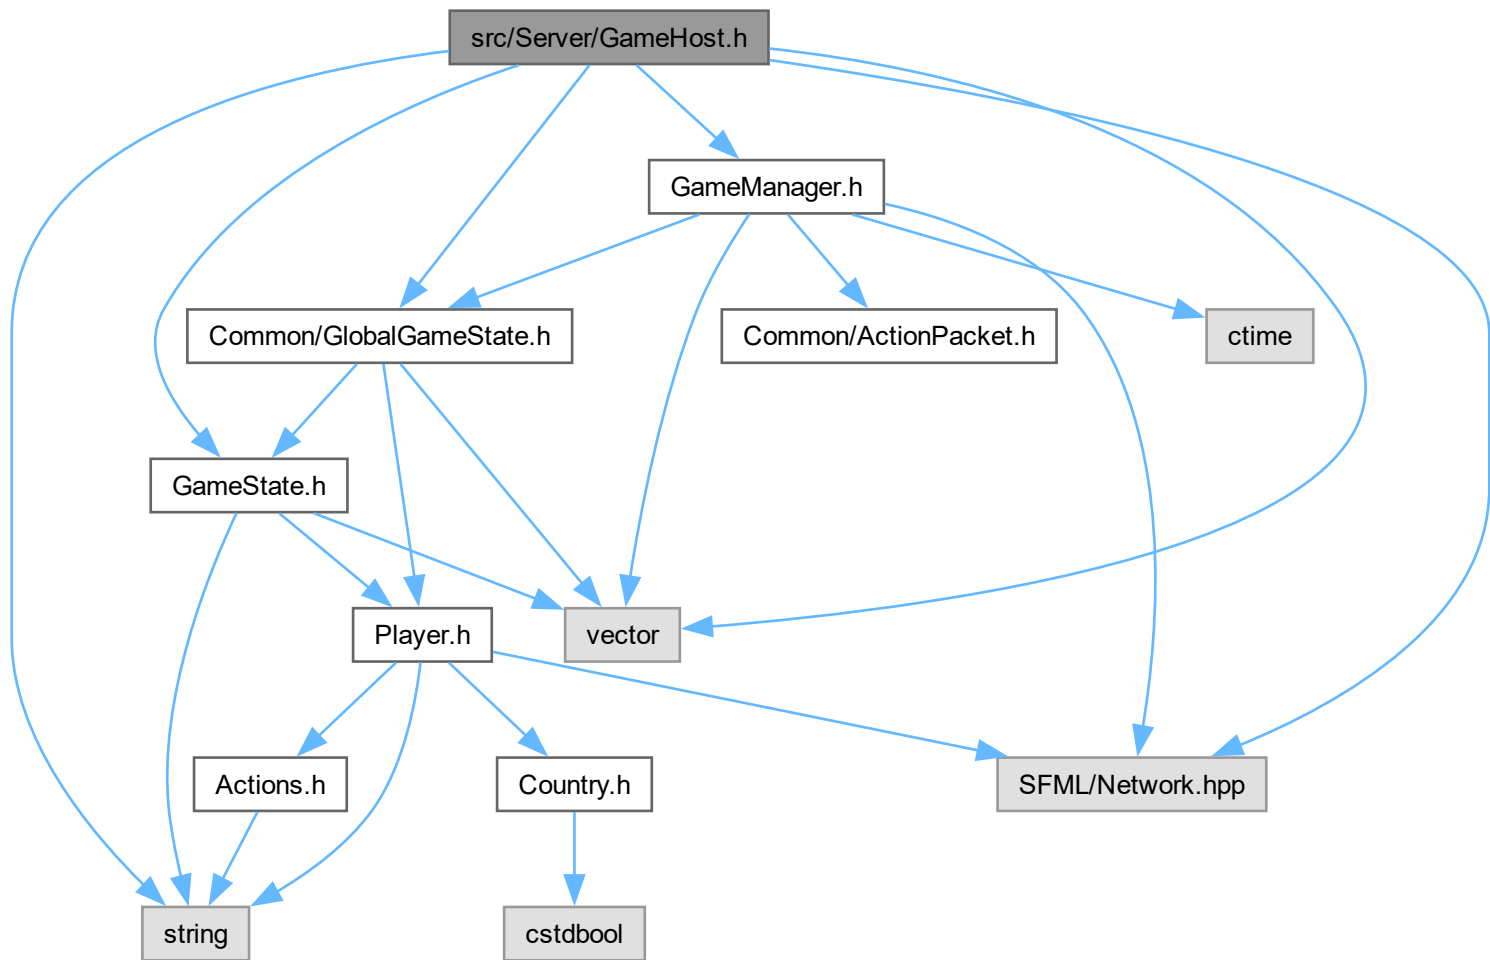 src/Server/GameHost.h
GameManager.h
Common/GlobalGameState.h
Common/ActionPacket.h
ctime
GameState.h
Player.h
vector
Actions.h
Country.h
SFML/Network.hpp
string
cstdbool